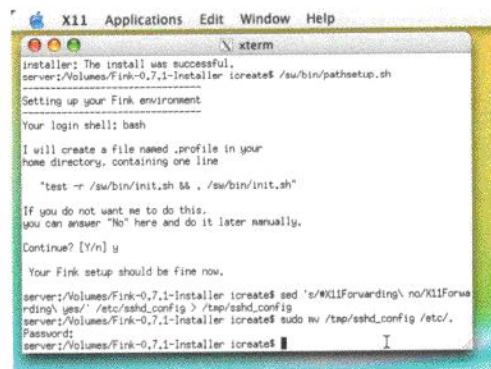 X11 Applications Edit Window Help
xterm
installer: The install was successful.
server:/Volumes/Fink-0.7.1-Installer icreate$ /sw/bin/pathsetup.sh
----------------------------------
Setting up your Fink environment
----------------------------------
Your login shell: bash
I will create a file named .profile in your
home directory, containing one line
"test -r /sw/bin/init.sh && . /sw/bin/init.sh"
If you do not want me to do this,
you can answer "No" here and do it later manually.
Continue? [Y/n] y
Your Fink setup should be fine now.
server:/Volumes/Fink-0.7.1-Installer icreate$ sed 's/#X11Forwarding\ no/X11Forwa
rding\ yes/' /etc/sshd_config > /tmp/sshd_config
server:/Volumes/Fink-0.7.1-Installer icreate$ sudo mv /tmp/sshd_config /etc/.
Password:
server:/Volumes/Fink-0.7.1-Installer icreate$